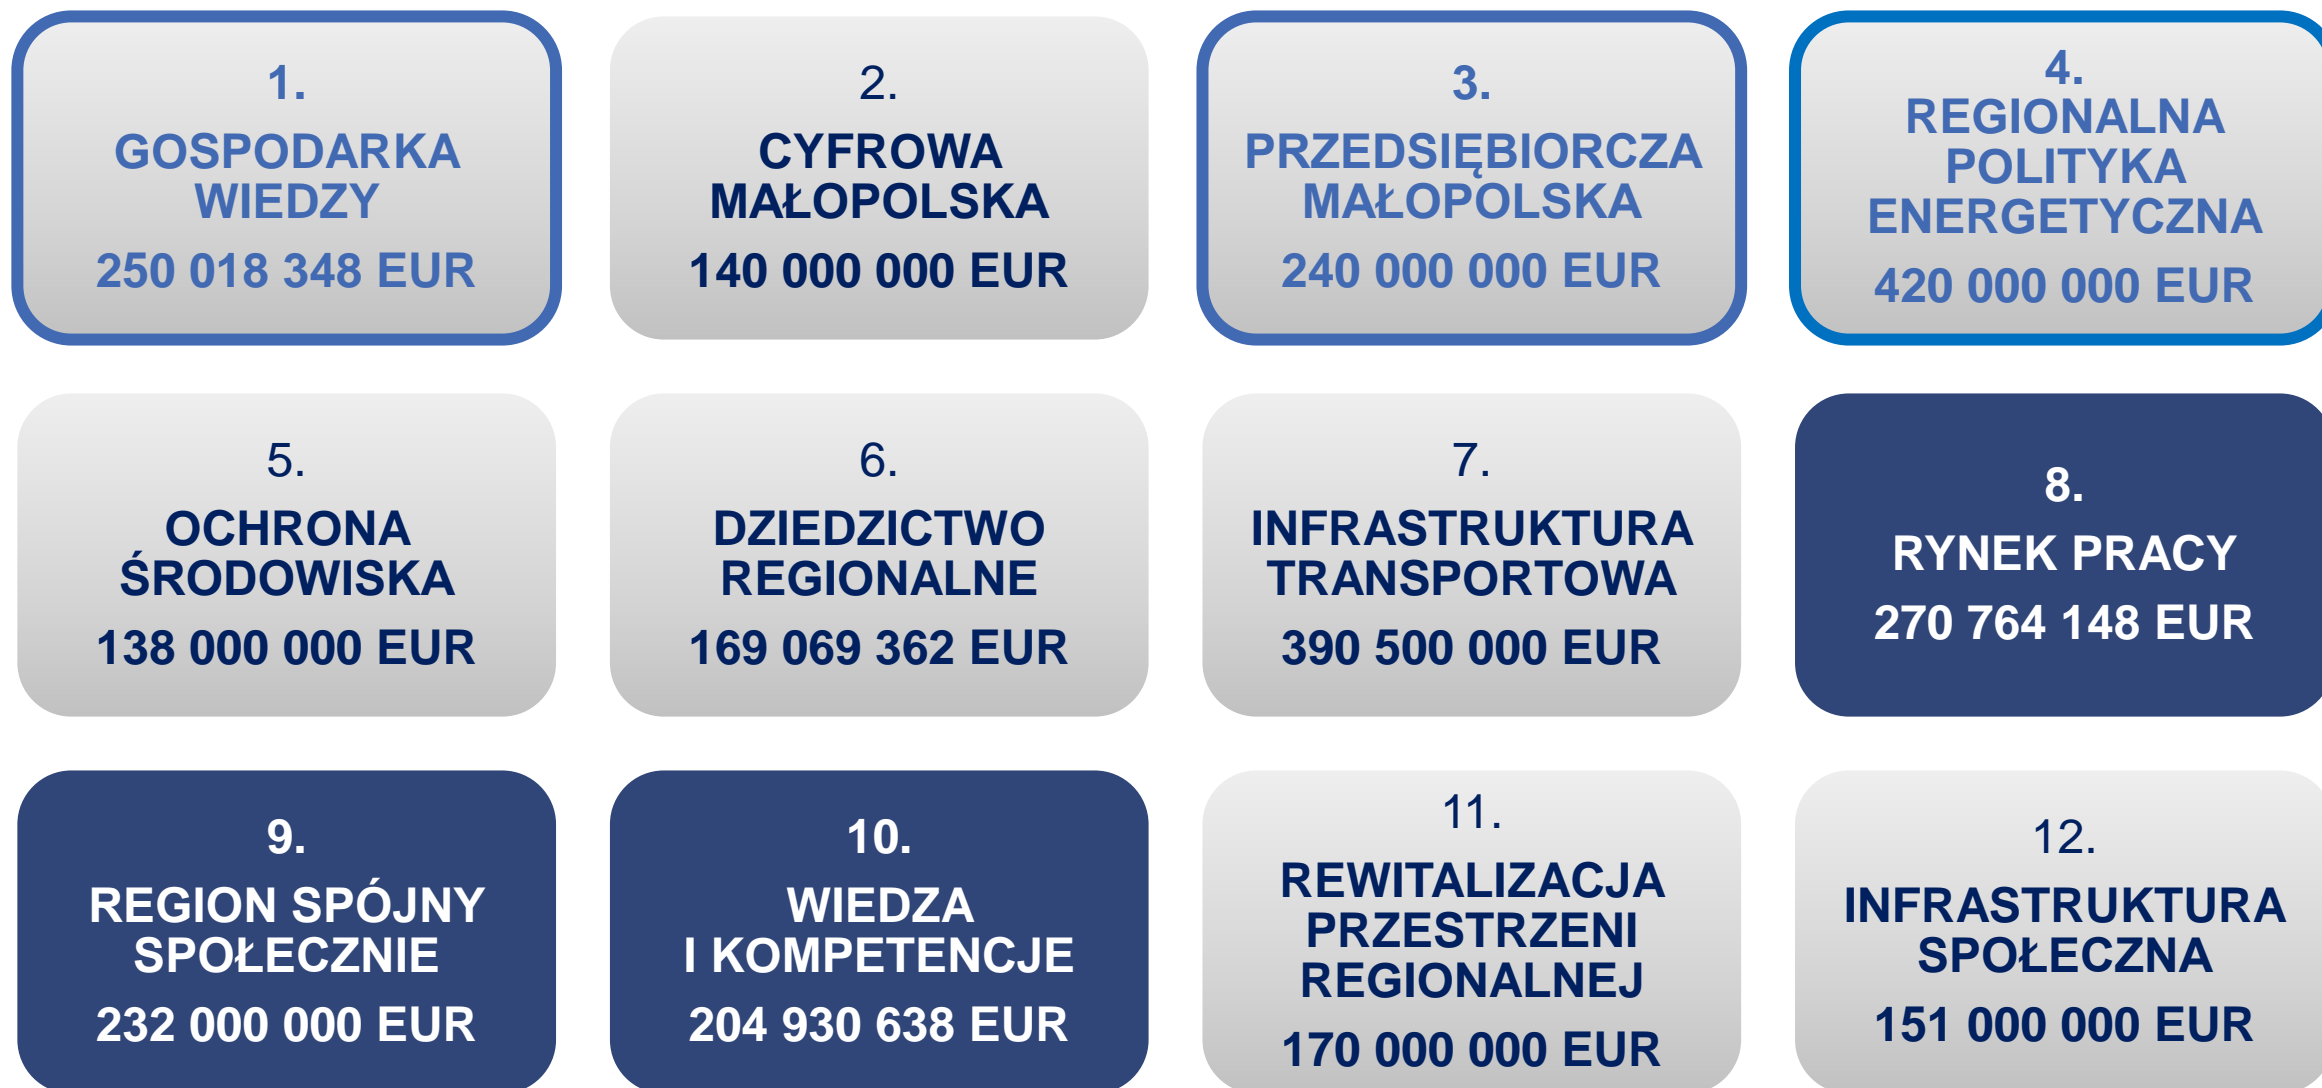 1.
GOSPODARKA
WIEDZY
250 018 348 EUR
2.
CYFROWA
MAŁOPOLSKA
140 000 000 EUR
3.
PRZEDSIĘBIORCZA
MAŁOPOLSKA
240 000 000 EUR
4.
REGIONALNA
POLITYKA
ENERGETYCZNA
420 000 000 EUR
5.
OCHRONA
ŚRODOWISKA
138 000 000 EUR
6.
DZIEDZICTWO
REGIONALNE
169 069 362 EUR
7.
INFRASTRUKTURA
TRANSPORTOWA
390 500 000 EUR
8.
RYNEK PRACY
270 764 148 EUR
9.
REGION SPÓJNY
SPOŁECZNIE
232 000 000 EUR
10.
WIEDZA
I KOMPETENCJE
204 930 638 EUR
11.
REWITALIZACJA
PRZESTRZENI
REGIONALNEJ
170 000 000 EUR
12.
INFRASTRUKTURA
SPOŁECZNA
151 000 000 EUR